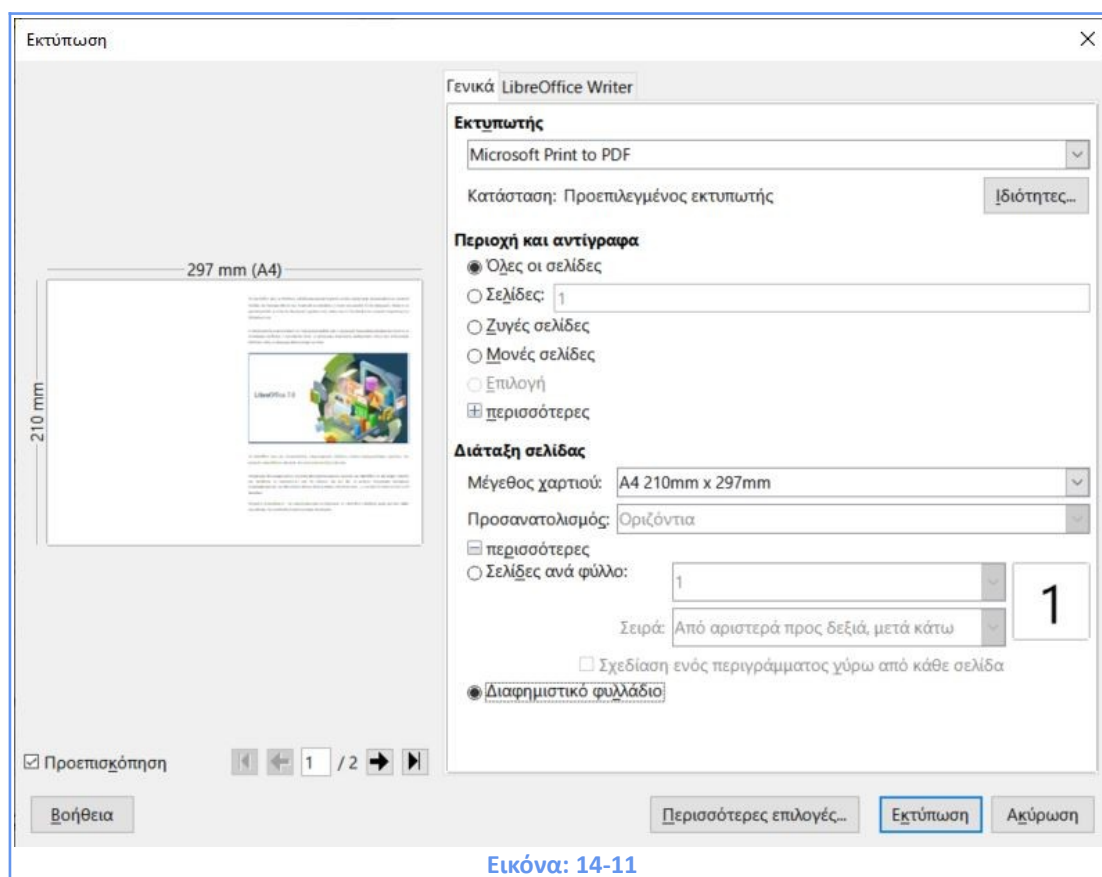 Εκτύπωση
Γενικά LibreOffice Writer
Εκτυπωτής
Microsoft Print to PDF
Κατάσταση: Προεπιλεγμένος εκτυπωτής Ιδιότητες...
Περιοχή και αντίγραφα
Όλες οι σελίδες
Σελίδες: 1
Ζυγές σελίδες
Μονές σελίδες
Επιλογή
περισσότερες
Διάταξη σελίδας
Μέγεθος χαρτιού: A4 210mm x 297mm
Προσανατολισμός: Οριζόντια
περισσότερες
Σελίδες ανά φύλλο: 1
1
Σειρά: Από αριστερά προς δεξιά, μετά κάτω
Σχεδίαση ενός περιγράμματος γύρω από κάθε σελίδα
Διαφημιστικό φυλλάδιο
297 mm (A4)
210 mm
LibreOffice 7.0
Προεπισκόπηση 1 / 2
Βοήθεια Περισσότερες επιλογές... Εκτύπωση Ακύρωση
Εικόνα: 14-11